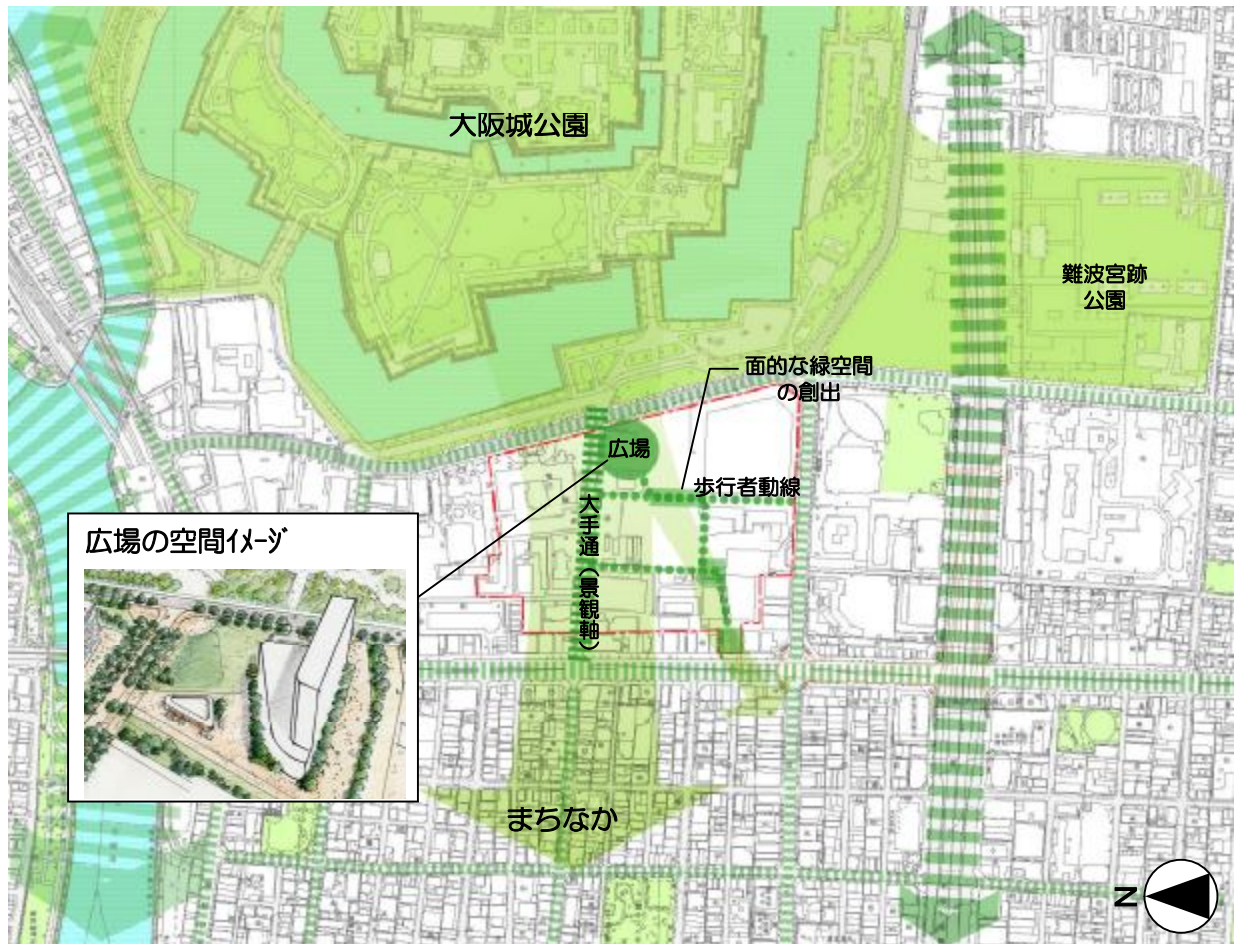 大阪城公園
難波宮跡
公園
面的な緑空間
の創出
広場
歩行者動線
大手通（景観軸）
広場の空間ｲﾒｰｼﾞ
まちなか
N